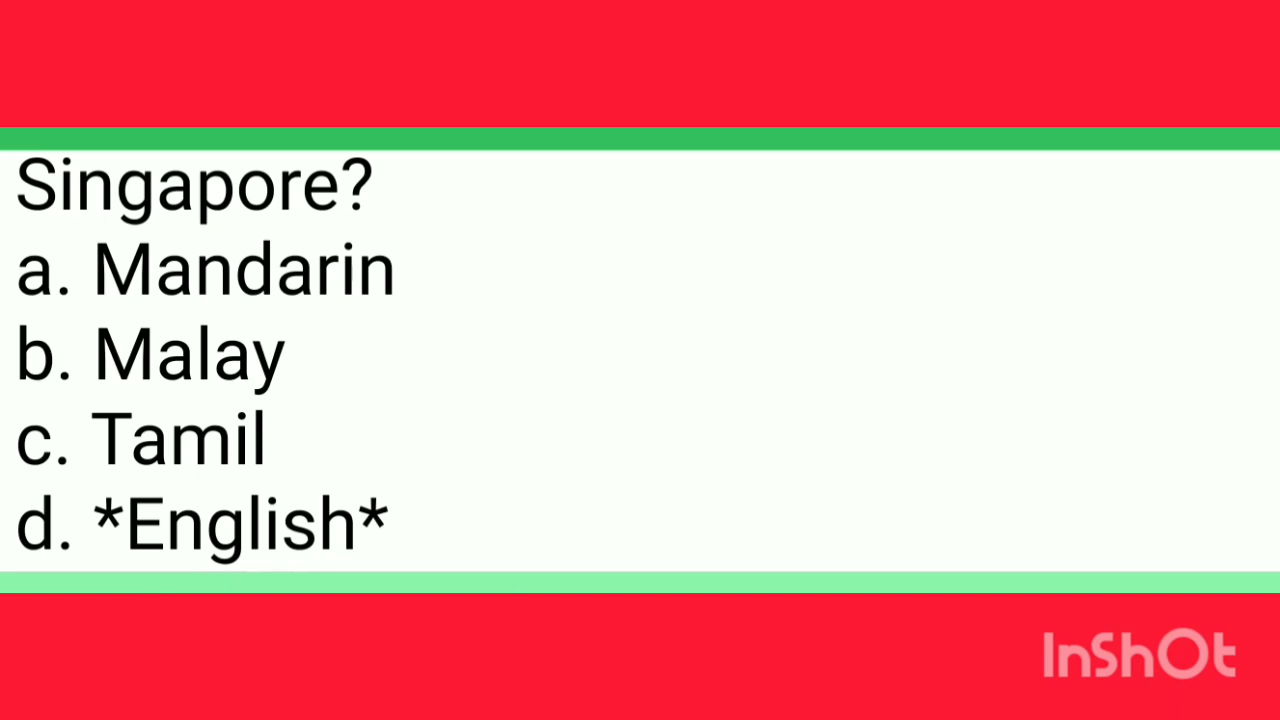 Singapore?
a. Mandarin
b. Malay
c. Tamil
d. *English*
InShOt